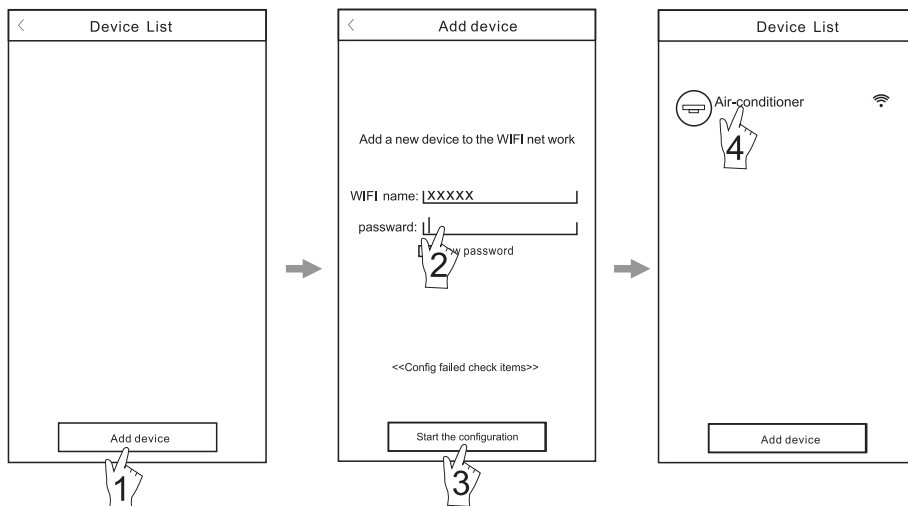 Device List
Add device
1
Add device
Add a new device to the WIFI net work
WIFI name: XXXXX
passward:
2
w password
<<Config failed check items>>
Start the configuration
3
Device List
Air-conditioner
4
Add device